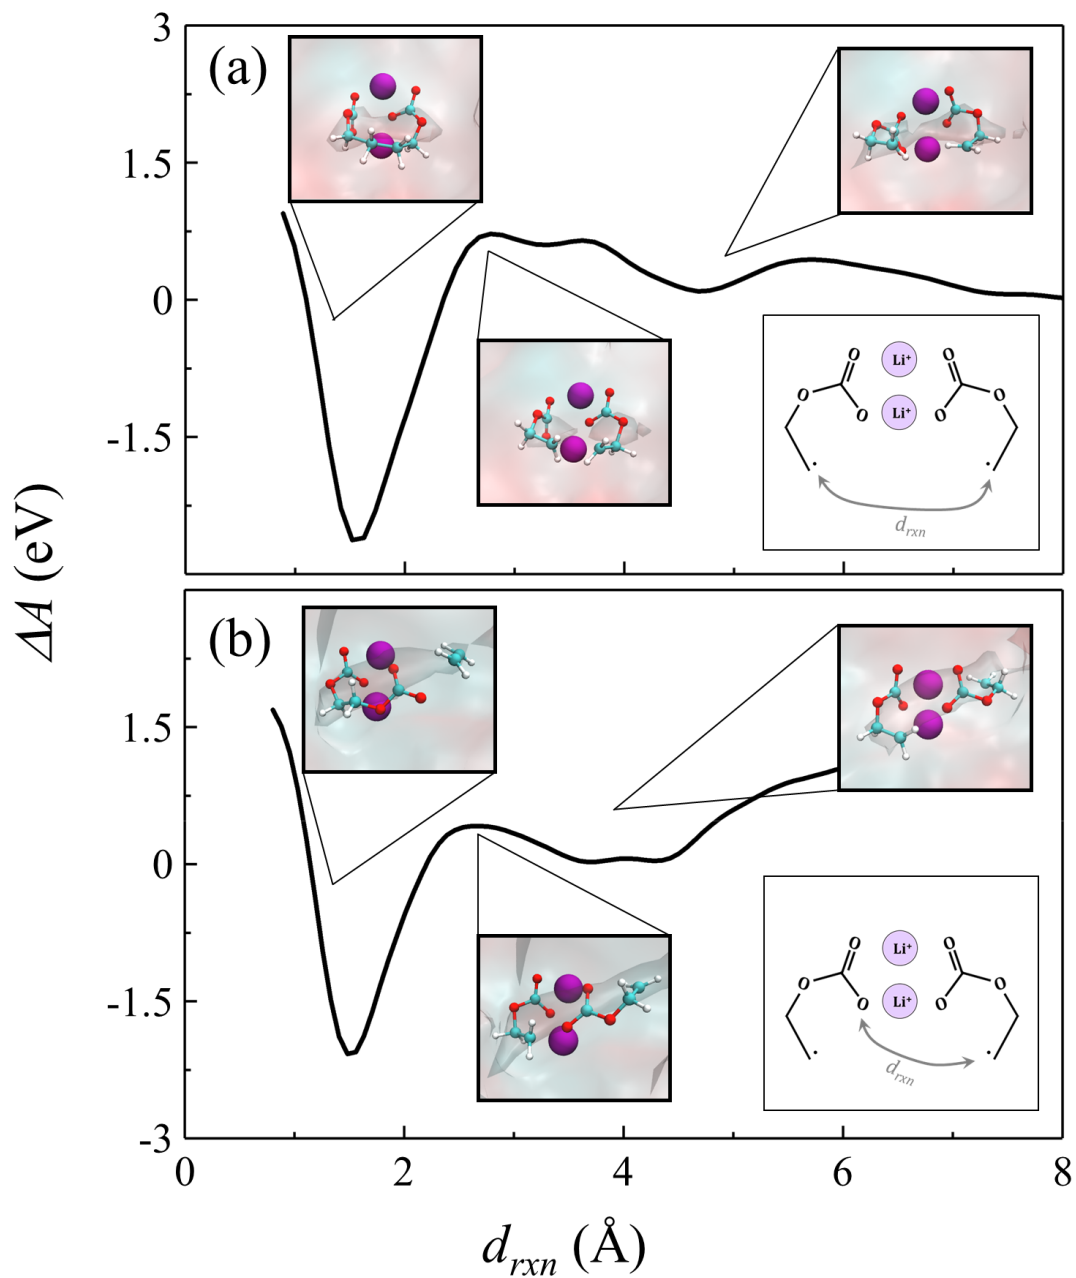 3
(a)
1.5
0
-1.5
ΔA (eV)
O Li⁺ O
O O
O Li⁺ O
d_rxn
(b)
1.5
0
-1.5
-3
O Li⁺ O
O O
O Li⁺ O
d_rxn
0 2 4 6 8
d_rxn (Å)